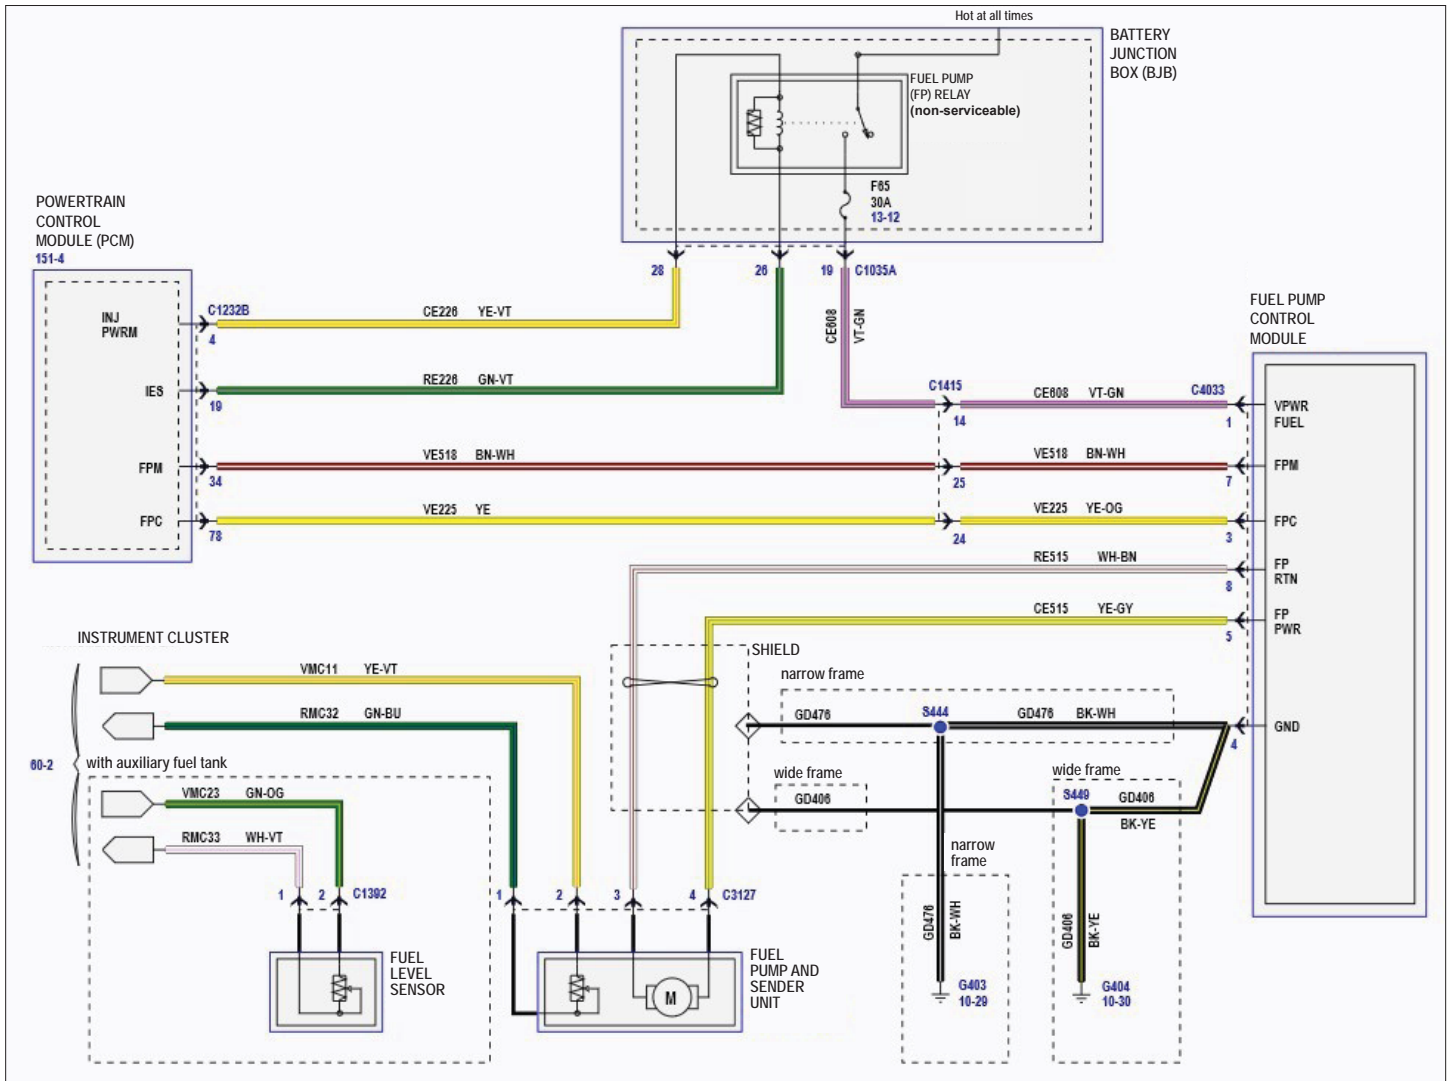 Hot at all times
BATTERY
JUNCTION
BOX (BJB)
FUEL PUMP
(FP) RELAY
(non-serviceable)
F65
30A
13-12
28
26
19
C1035A
POWERTRAIN
CONTROL
MODULE (PCM)
151-4
INJ
PWRM
C1232B
4
CE226 YE-VT
IES
19
RE226 GN-VT
FPM
34
VE518 BN-WH
FPC
78
VE225 YE
CE608
VT-GN
C1415
14
CE608 VT-GN
C4033
1
25
VE518 BN-WH
7
24
VE225 YE-OG
3
RE515 WH-BN
8
CE515 YE-GY
5
FUEL PUMP
CONTROL
MODULE
VPWR
FUEL
FPM
FPC
FP
RTN
FP
PWR
GND
4
INSTRUMENT CLUSTER
VMC11 YE-VT
RMC32 GN-BU
60-2
with auxiliary fuel tank
VMC23 GN-OG
RMC33 WH-VT
1
2
C1392
FUEL
LEVEL
SENSOR
SHIELD
narrow frame
GD476
S444
GD476 BK-WH
wide frame
GD406
wide frame
S449
GD406
BK-YE
narrow
frame
GD476
BK-WH
G403
10-29
GD406
BK-YE
G404
10-30
1
2
3
4
C3127
M
FUEL
PUMP AND
SENDER
UNIT